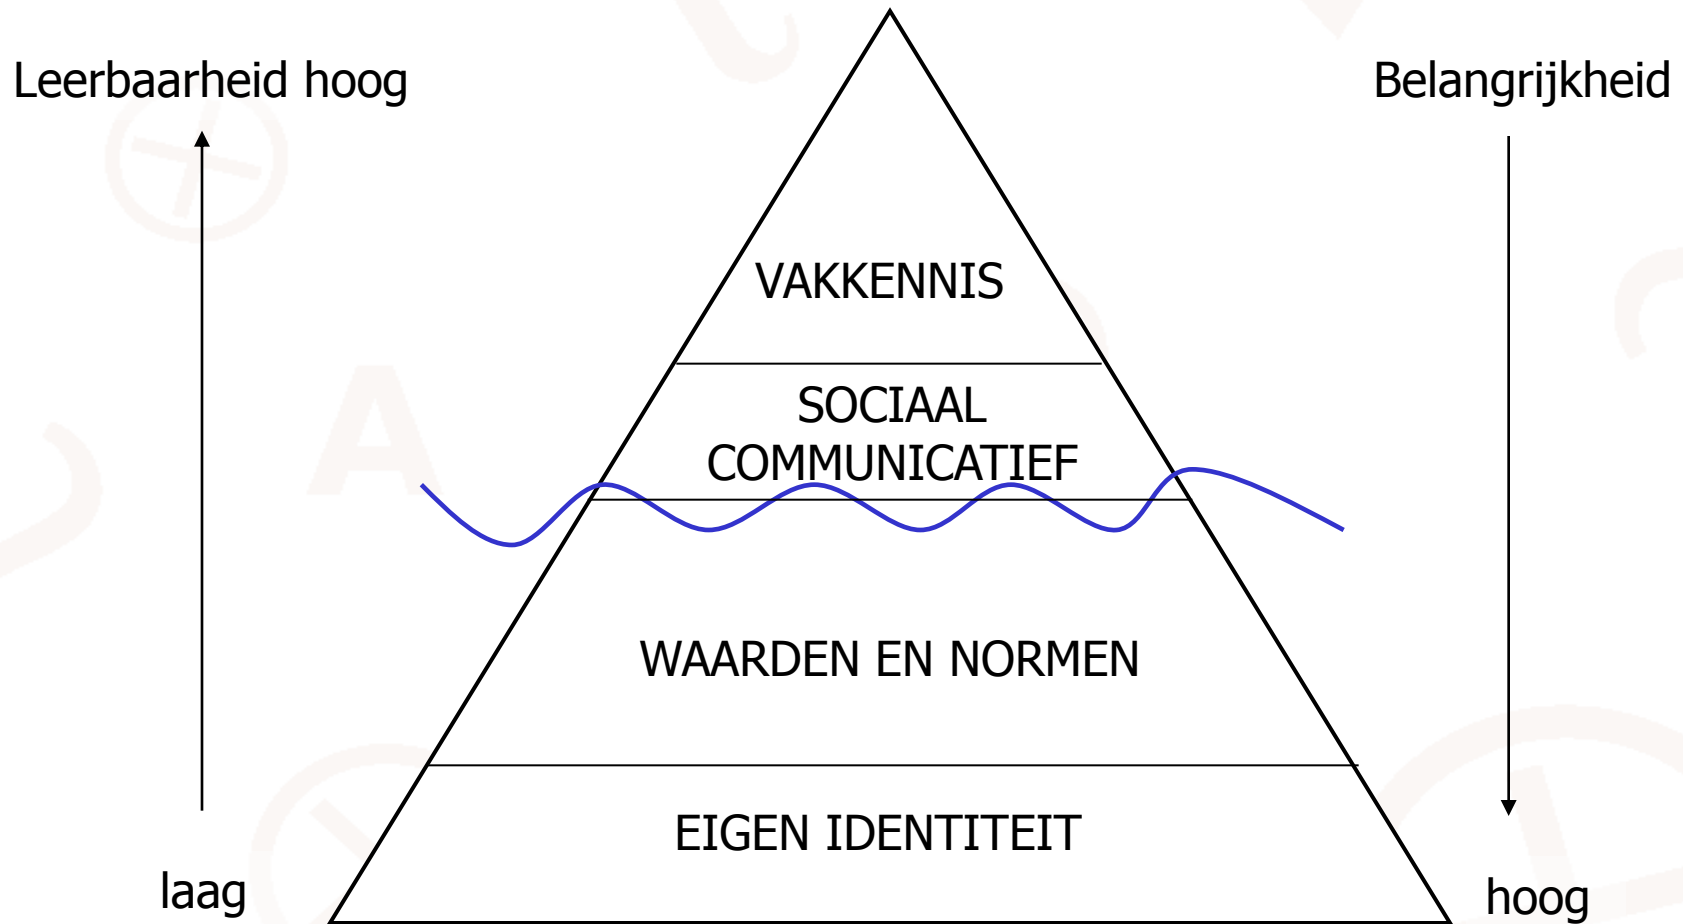 Leerbaarheid hoog
Belangrijkheid
VAKKENNIS
SOCIAAL
COMMUNICATIEF
WAARDEN EN NORMEN
EIGEN IDENTITEIT
laag
hoog